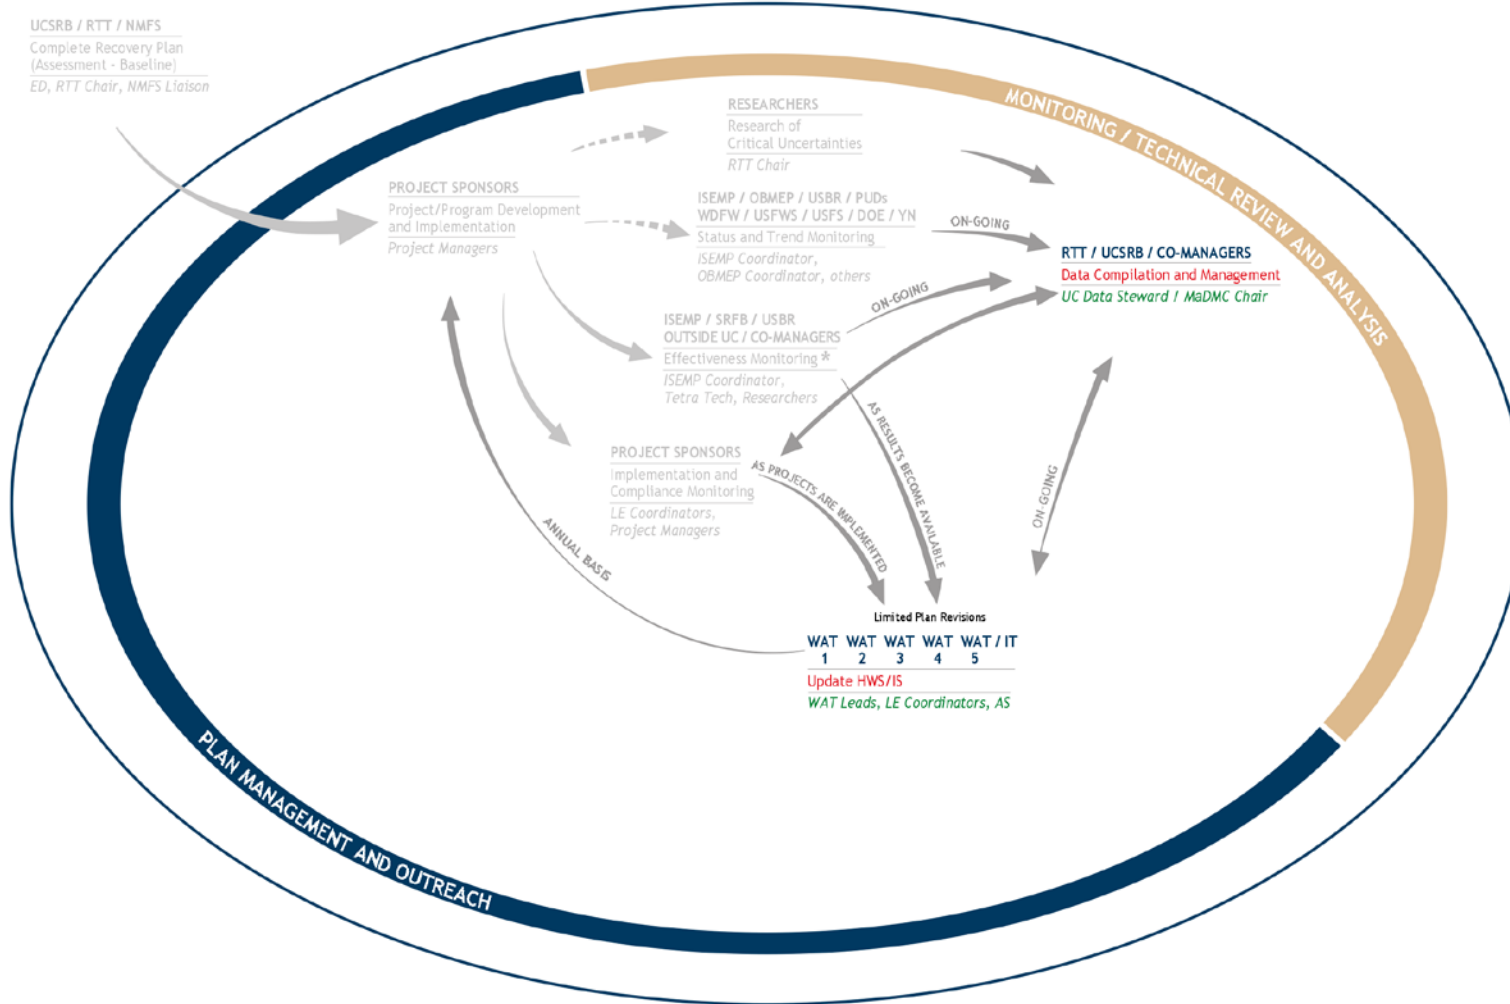 UCSRB / RTT / NMFS
Complete Recovery Plan
(Assessment - Baseline)
ED, RTT Chair, NMFS Liaison
MONITORING / TECHNICAL REVIEW AND ANALYSIS
RESEARCHERS
Research of
Critical Uncertainties
RTT Chair
PROJECT SPONSORS
Project/Program Development
and Implementation
Project Managers
ISEMP / OBMEP / USBR / PUDs
WDFW / USFWS / USFS / DOE / YN
Status and Trend Monitoring
ISEMP Coordinator,
OBMEP Coordinator, others
ON-GOING
RTT / UCSRB / CO-MANAGERS
Data Compilation and Management
UC Data Steward / MaDMC Chair
ON-GOING
ISEMP / SRFB / USBR
OUTSIDE UC / CO-MANAGERS
Effectiveness Monitoring *
ISEMP Coordinator,
Tetra Tech, Researchers
AS RESULTS BECOME AVAILABLE
PROJECT SPONSORS
Implementation and
Compliance Monitoring
LE Coordinators,
Project Managers
AS PROJECTS ARE IMPLEMENTED
ON-GOING
ANNUAL BASIS
Limited Plan Revisions
WAT WAT WAT WAT WAT / IT
1 2 3 4 5
Update HWS/IS
WAT Leads, LE Coordinators, AS
PLAN MANAGEMENT AND OUTREACH